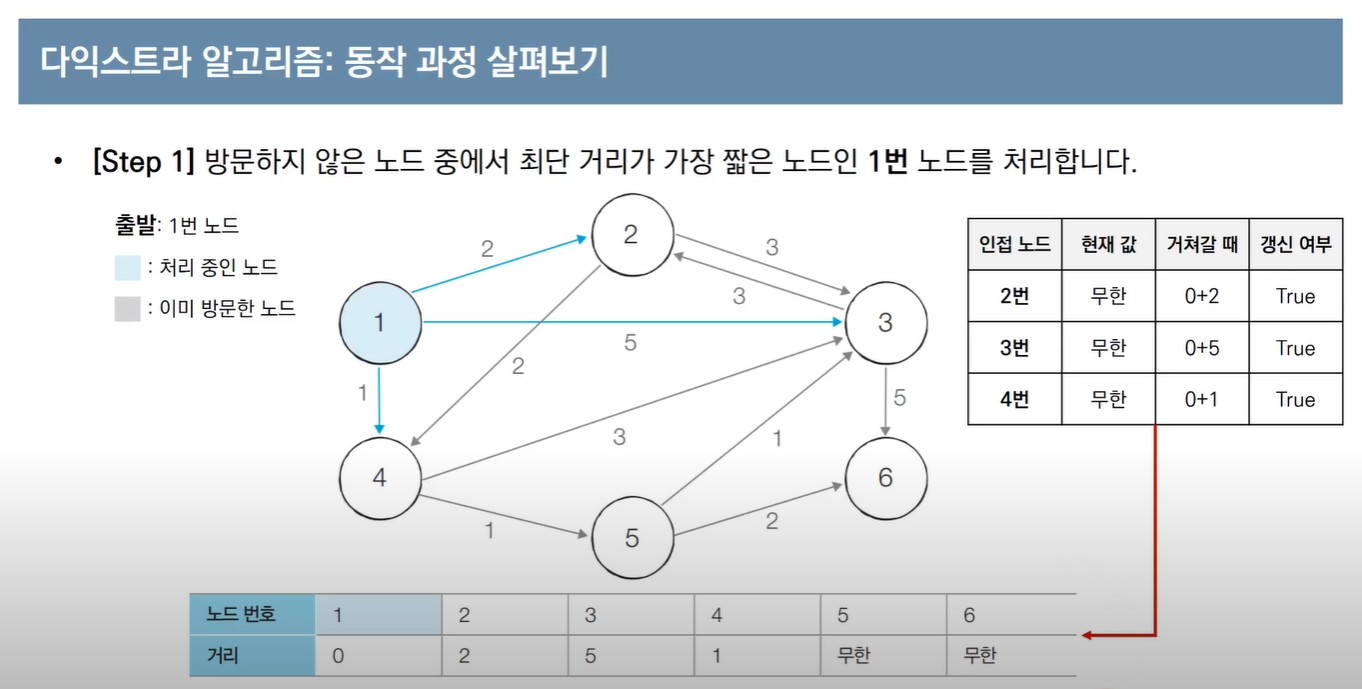 다익스트라 알고리즘: 동작 과정 살펴보기
• [Step 1] 방문하지 않은 노드 중에서 최단 거리가 가장 짧은 노드인 1번 노드를 처리합니다.
출발: 1번 노드
: 처리 중인 노드
: 이미 방문한 노드
2
2
3
3
1
5
3
2
1
5
3
1
4
6
1
5
2
인접 노드 현재 값 거쳐갈 때 갱신 여부
2번 무한 0+2 True
3번 무한 0+5 True
4번 무한 0+1 True
노드 번호 1 2 3 4 5 6
거리 0 2 5 1 무한 무한